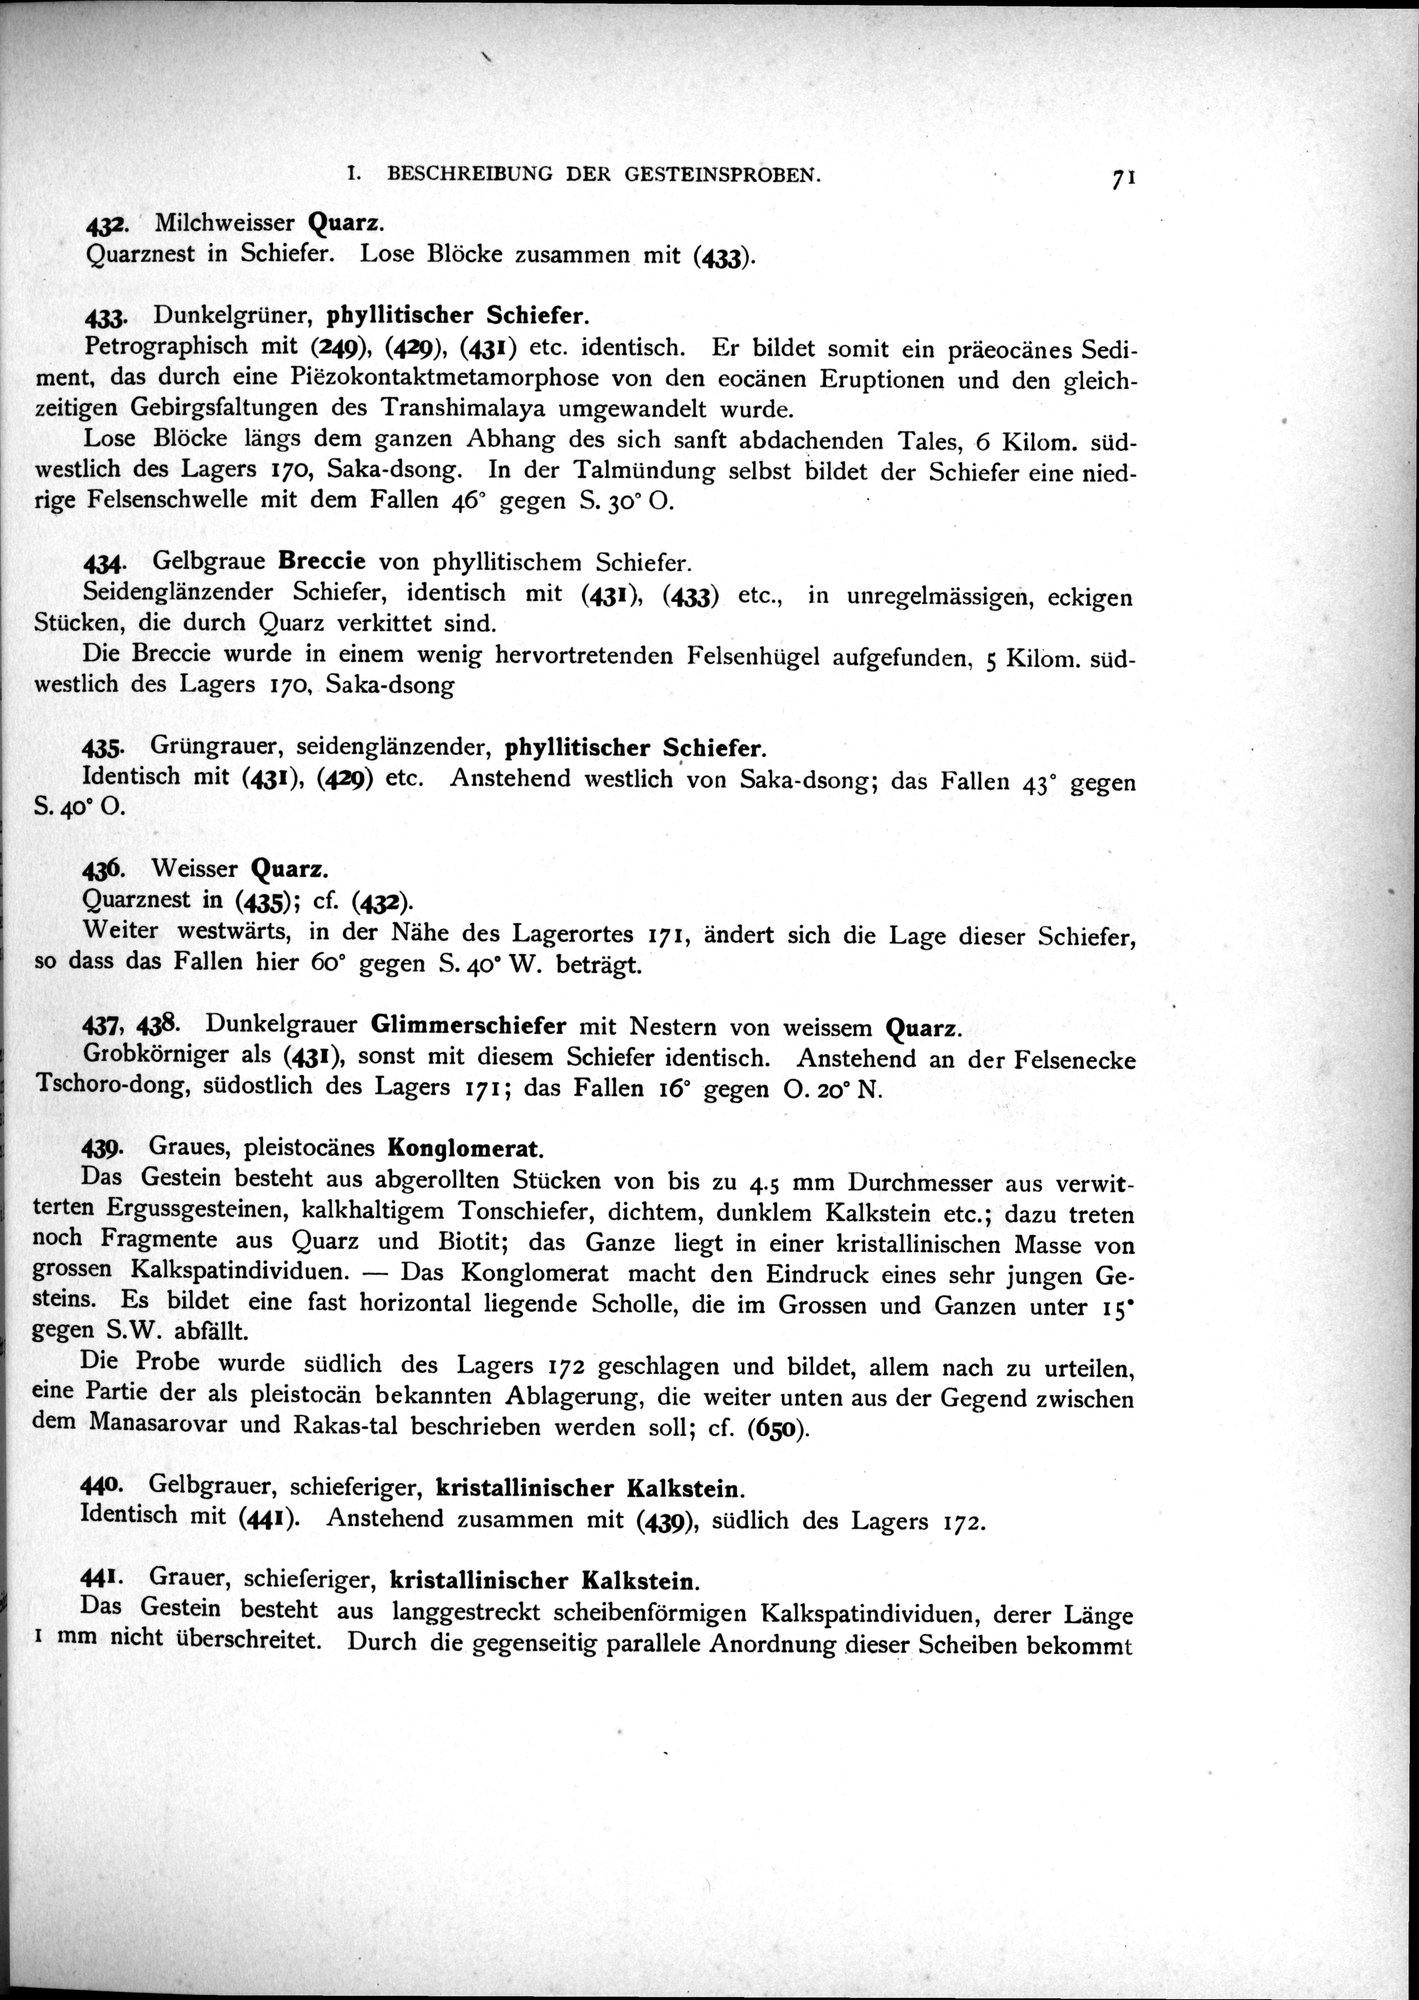 I. BESCHREIBUNG DER GESTEINSPROBEN. 71
432. Milchweisser Quarz.
Quarznest in Schiefer. Lose Blöcke zusammen mit (433).
433. Dunkelgrüner, phyllitischer Schiefer.
Petrographisch mit (249), (429), (431) etc. identisch. Er bildet somit ein präeocänes Sedi-
ment, das durch eine Piëzokontaktmetamorphose von den eocänen Eruptionen und den gleich-
zeitigen Gebirgsfaltungen des Transhimalaya umgewandelt wurde.
Lose Blöcke längs dem ganzen Abhang des sich sanft abdachenden Tales, 6 Kilom. süd-
westlich des Lagers 170, Saka-dsong. In der Talmündung selbst bildet der Schiefer eine nied-
rige Felsenschwelle mit dem Fallen 46° gegen S. 30° O.
434. Gelbgraue Breccie von phyllitischem Schiefer.
Seidenglänzender Schiefer, identisch mit (431), (433) etc., in unregelmässigen, eckigen
Stücken, die durch Quarz verkittet sind.
Die Breccie wurde in einem wenig hervortretenden Felsenhügel aufgefunden, 5 Kilom. süd-
westlich des Lagers 170, Saka-dsong
435. Grüngrauer, seidenglänzender, phyllitischer Schiefer.
Identisch mit (431), (429) etc. Anstehend westlich von Saka-dsong; das Fallen 43° gegen
S. 40° O.
436. Weisser Quarz.
Quarznest in (435); cf. (432).
Weiter westwärts, in der Nähe des Lagerortes 171, ändert sich die Lage dieser Schiefer,
so dass das Fallen hier 60° gegen S. 40° W. beträgt.
437, 438. Dunkelgrauer Glimmerschiefer mit Nestern von weissem Quarz.
Grobkörniger als (431), sonst mit diesem Schiefer identisch. Anstehend an der Felsenecke
Tschoro-dong, südostlich des Lagers 171; das Fallen 16° gegen O. 20° N.
439. Graues, pleistocänes Konglomerat.
Das Gestein besteht aus abgerollten Stücken von bis zu 4.5 mm Durchmesser aus verwit-
terten Ergussgesteinen, kalkhaltigem Tonschiefer, dichtem, dunklem Kalkstein etc.; dazu treten
noch Fragmente aus Quarz und Biotit; das Ganze liegt in einer kristallinischen Masse von
grossen Kalkspatindividuen. — Das Konglomerat macht den Eindruck eines sehr jungen Ge-
steins. Es bildet eine fast horizontal liegende Scholle, die im Grossen und Ganzen unter 15°
gegen S.W. abfällt.
Die Probe wurde südlich des Lagers 172 geschlagen und bildet, allem nach zu urteilen,
eine Partie der als pleistocän bekannten Ablagerung, die weiter unten aus der Gegend zwischen
dem Manasarovar und Rakas-tal beschrieben werden soll; cf. (650).
440. Gelbgrauer, schieferiger, kristallinischer Kalkstein.
Identisch mit (441). Anstehend zusammen mit (439), südlich des Lagers 172.
441. Grauer, schieferiger, kristallinischer Kalkstein.
Das Gestein besteht aus langgestreckt scheibenförmigen Kalkspatindividuen, derer Länge
1 mm nicht überschreitet. Durch die gegenseitig parallele Anordnung dieser Scheiben bekommt